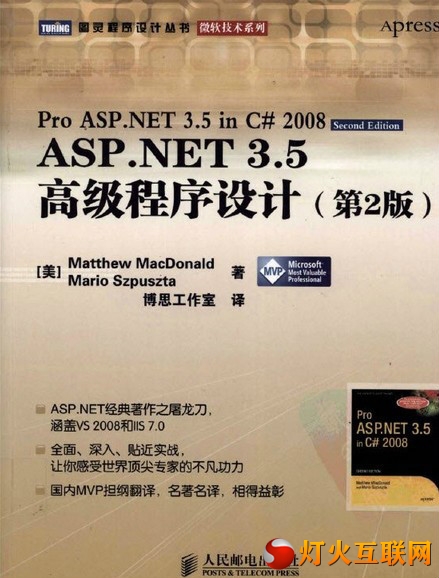 TURING
图灵程序设计丛书
微软技术系列
Apress
Pro ASP.NET 3.5 in C# 2008 Second Edition
ASP.NET 3.5
高级程序设计(第2版)
[美] Matthew MacDonald
Mario Szpuszta 著
博思工作室 译
MVP
Microsoft
Most Valuable
Professional
ASP.NET经典著作之屠龙刀,
涵盖VS 2008和IIS 7.0
全面、深入、贴近实战,
让你感受世界顶尖专家的不凡功力
国内MVP担纲翻译,名著名译,相得益彰
Pro
ASP.NET 3.5
in C# 2008
Matthew MacDonald
人民邮电出版社
POSTS & TELECOM PRESS
灯火互联网